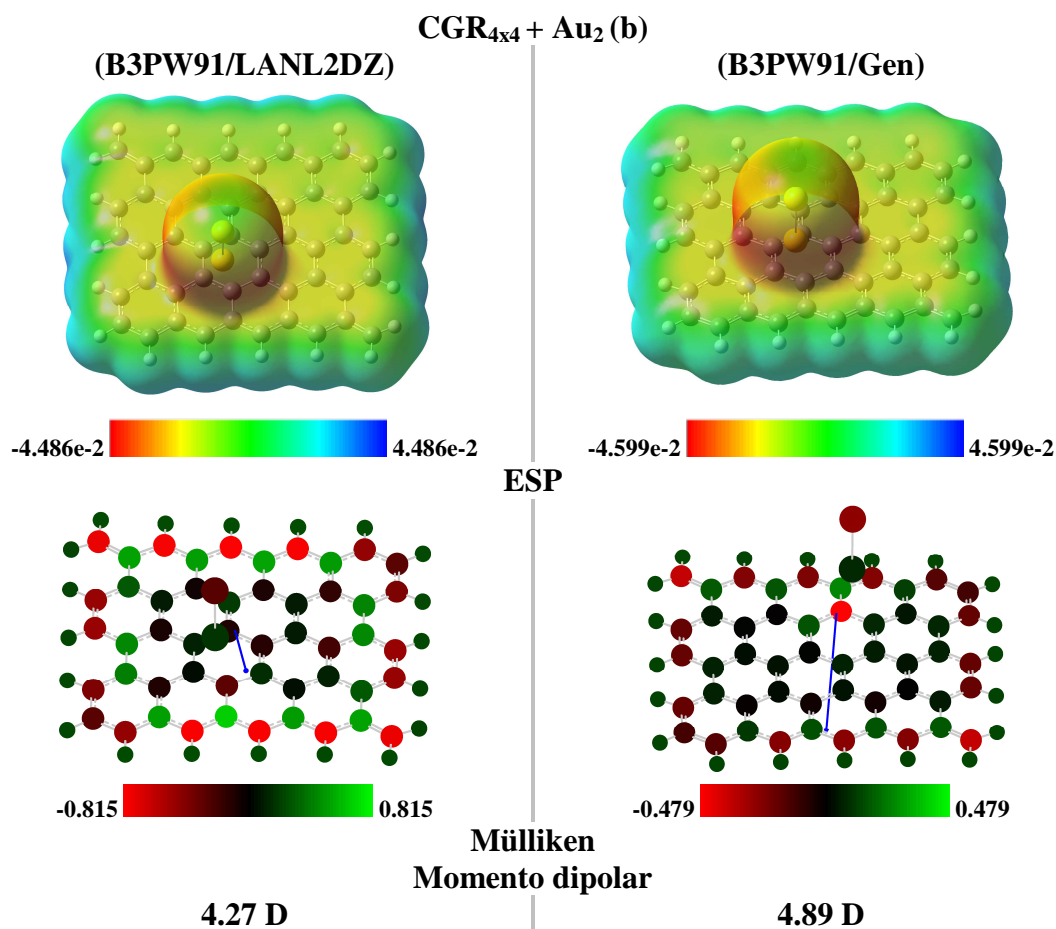 CGR4x4 + Au2 (b)
(B3PW91/LANL2DZ)
(B3PW91/Gen)
-4.486e-2
4.486e-2
-4.599e-2
4.599e-2
ESP
-0.815
0.815
-0.479
0.479
Mülliken
Momento dipolar
4.27 D
4.89 D